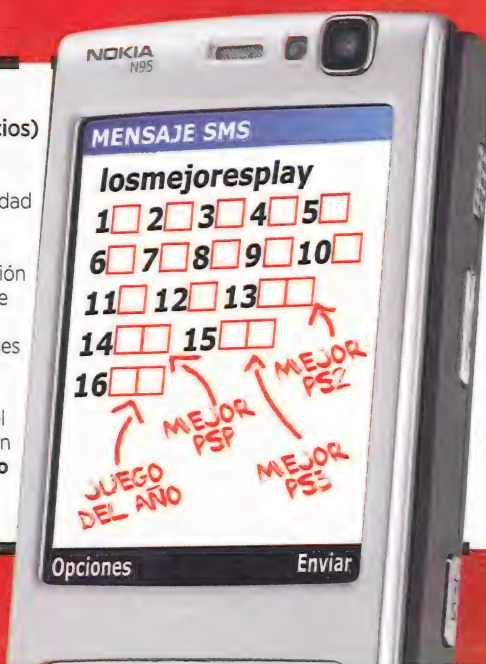 NOKIA
N95
cios)
dad
ión
e
es
l
n
o
MENSAJE SMS
losmejoresplay
1 2 3 4 5
6 7 8 9 10
11 12 13
14 15
16
MEJOR
PS2
MEJOR
PSP
MEJOR
PS3
JUEGO
DEL AÑO
Opciones Enviar